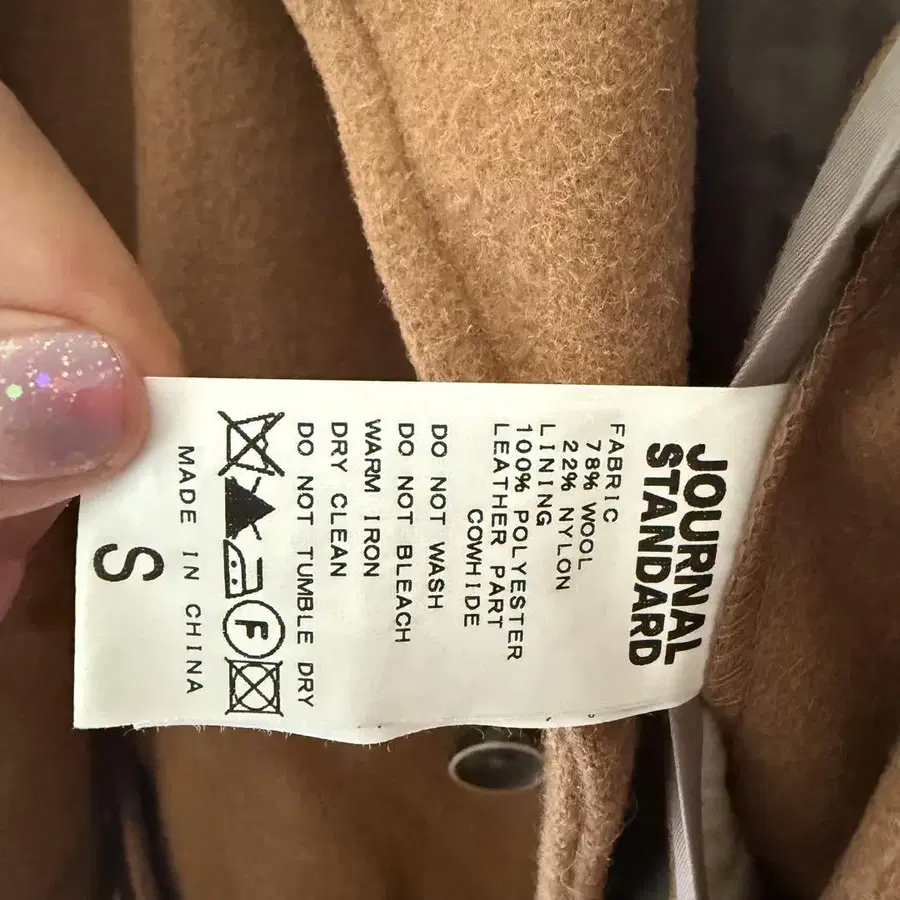 JOURNAL
STANDARD
FABRIC
78% WOOL
22% NYLON
LINING
100% POLYESTER
LEATHER PART
COWHIDE
DO NOT WASH
DO NOT BLEACH
WARM IRON
DRY CLEAN
DO NOT TUMBLE DRY
F
MADE IN CHINA
S